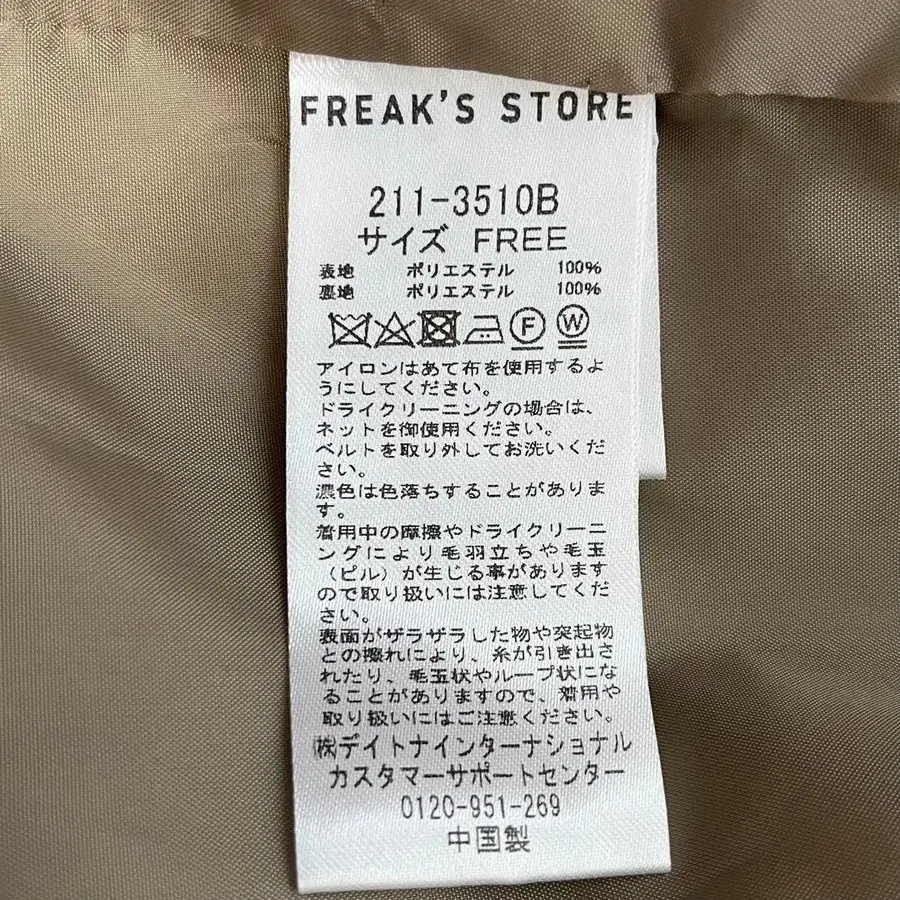 FREAK'S STORE
211-3510B
サイズ FREE
表地 ポリエステル 100%
裏地 ポリエステル 100%
F W
アイロンはあて布を使用するよ
うにしてください。
ドライクリーニングの場合は、
ネットを御使用ください。
ベルトを取り外してお洗いくだ
さい。
濃色は色落ちすることがありま
す。
着用中の摩擦やドライクリーニ
ングにより毛羽立ちや毛玉
（ピル）が生じる事があります
ので取り扱いには注意してくだ
さい。
表面がザラザラした物や突起物
との擦れにより、糸が引き出さ
れたり、毛玉状やループ状にな
ることがありますので、着用や
取り扱いにはご注意ください。
㈱デイトナインターナショナル
カスタマーサポートセンター
0120-951-269
中国製